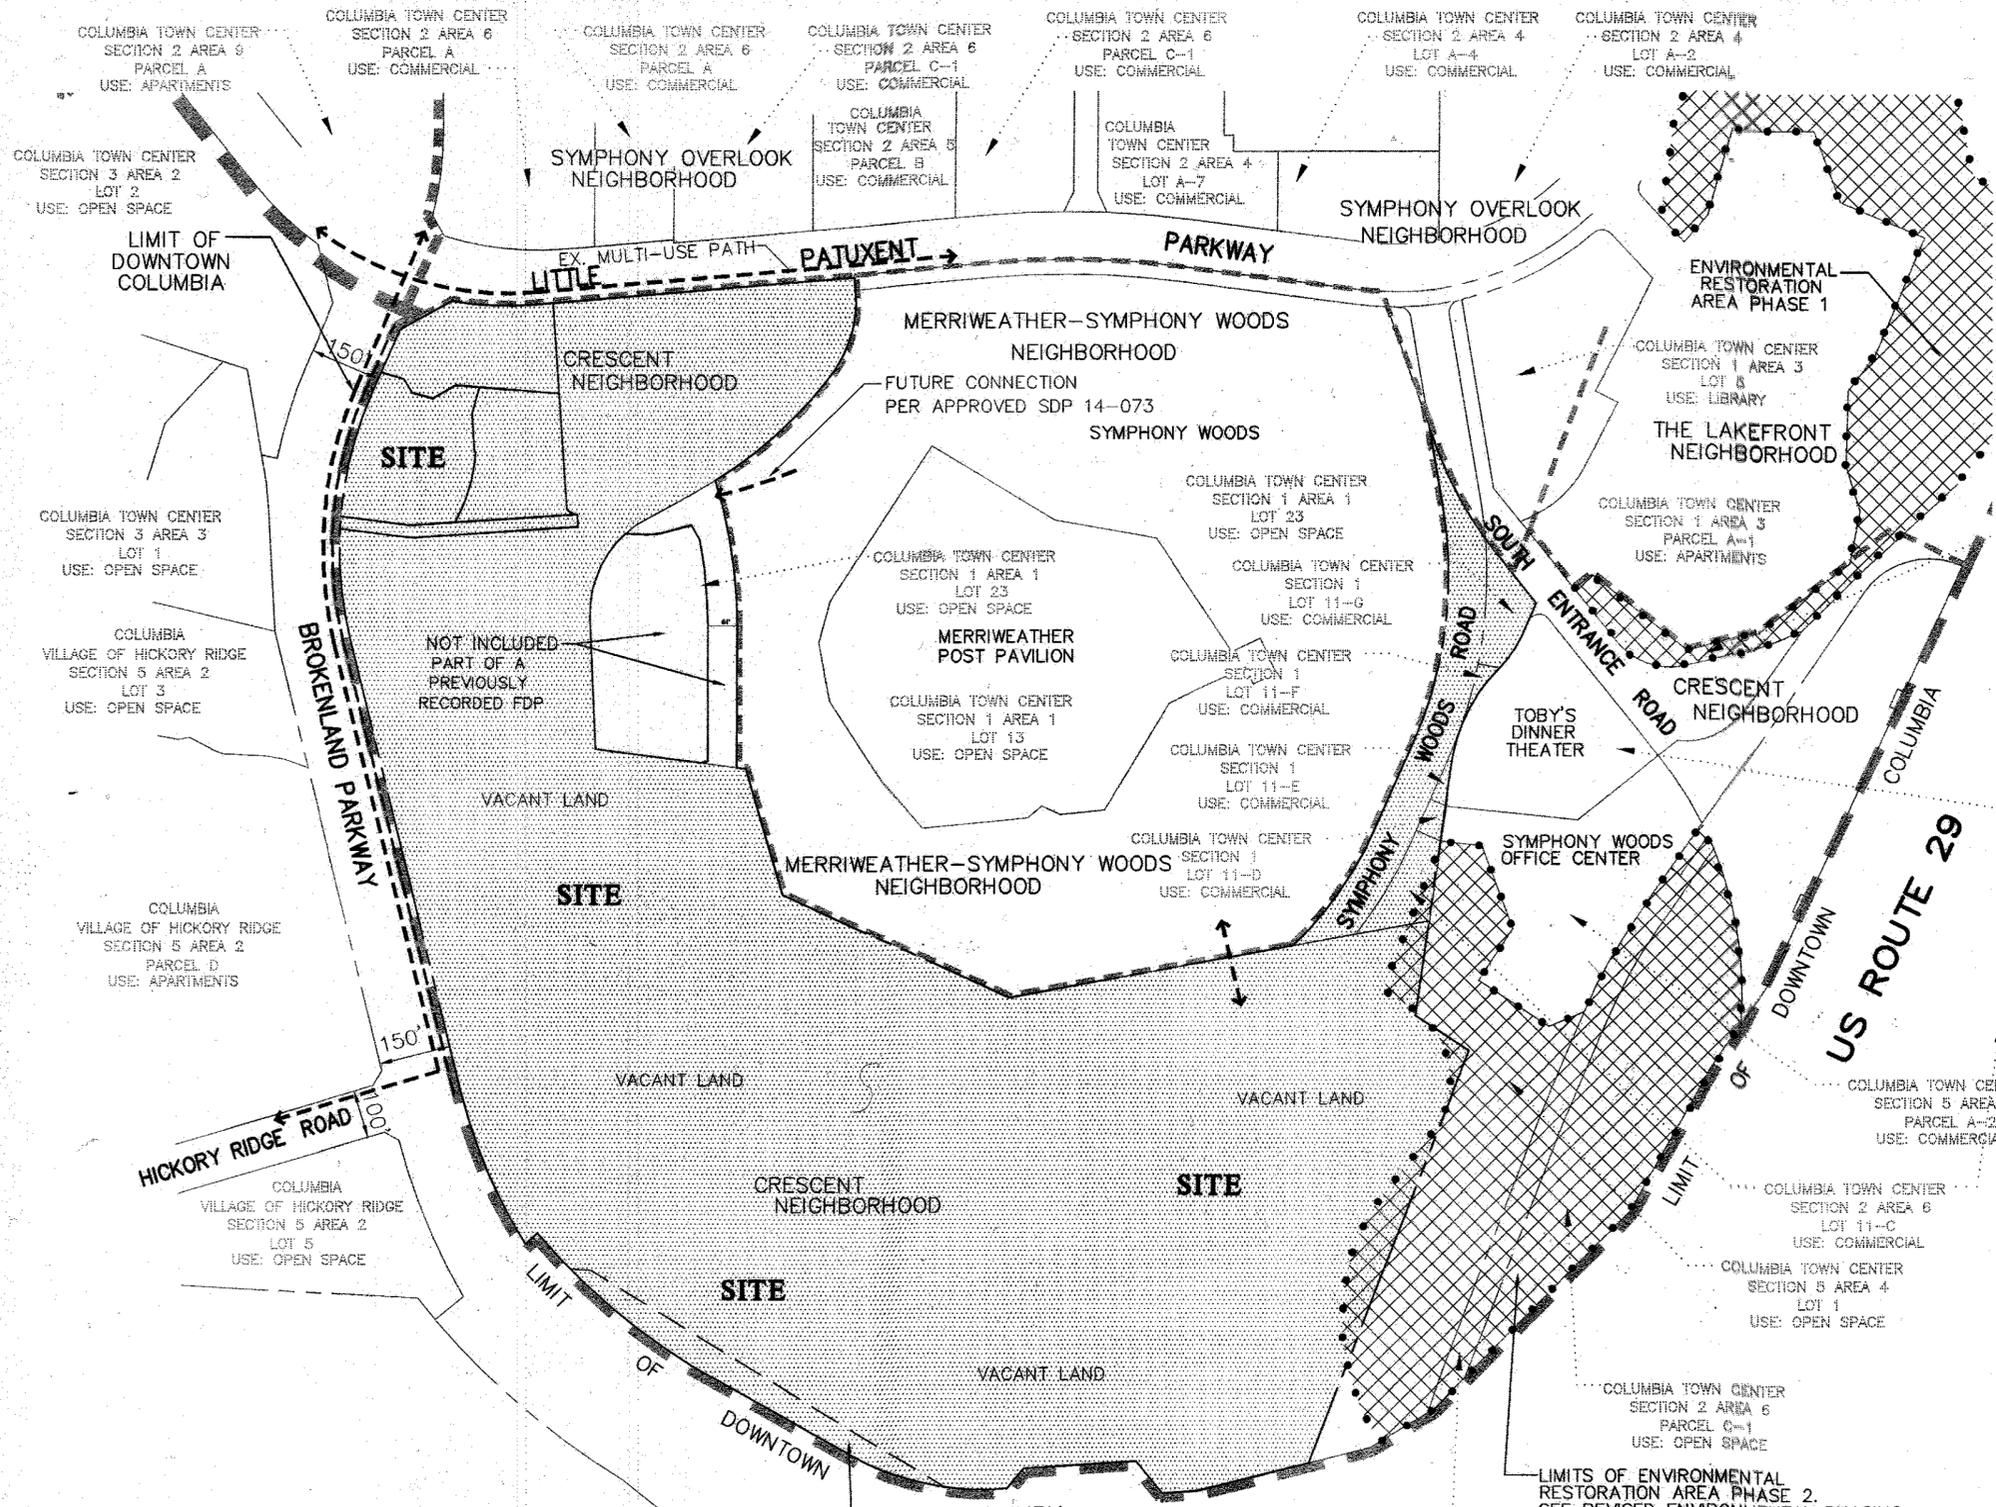 COLUMBIA TOWN CENTER
SECTION 2 AREA 9
PARCEL A
USE: APARTMENTS
COLUMBIA TOWN CENTER
SECTION 2 AREA 6
PARCEL A
USE: COMMERCIAL
COLUMBIA TOWN CENTER
SECTION 2 AREA 6
PARCEL A
USE: COMMERCIAL
COLUMBIA TOWN CENTER
SECTION 2 AREA 6
PARCEL C-1
USE: COMMERCIAL
COLUMBIA TOWN CENTER
SECTION 2 AREA 6
PARCEL C-1
USE: COMMERCIAL
COLUMBIA TOWN CENTER
SECTION 2 AREA 4
LOT A-4
USE: COMMERCIAL
COLUMBIA TOWN CENTER
SECTION 2 AREA 4
LOT A-2
USE: COMMERCIAL
COLUMBIA TOWN CENTER
SECTION 3 AREA 2
LOT 2
USE: OPEN SPACE
SYMPHONY OVERLOOK
NEIGHBORHOOD
COLUMBIA
TOWN CENTER
SECTION 2 AREA 5
PARCEL B
USE: COMMERCIAL
COLUMBIA
TOWN CENTER
SECTION 2 AREA 4
LOT A-7
USE: COMMERCIAL
SYMPHONY OVERLOOK
NEIGHBORHOOD
LIMIT OF
DOWNTOWN
COLUMBIA
EX. MULTI-USE PATH
LITTLE
PATUXENT
PARKWAY
ENVIRONMENTAL
RESTORATION
AREA PHASE 1
150'
CRESCENT
NEIGHBORHOOD
MERRIWEATHER-SYMPHONY WOODS
NEIGHBORHOOD
FUTURE CONNECTION
PER APPROVED SDP 14-073
SYMPHONY WOODS
COLUMBIA TOWN CENTER
SECTION 1 AREA 3
LOT 8
USE: LIBRARY
THE LAKEFRONT
NEIGHBORHOOD
SITE
COLUMBIA TOWN CENTER
SECTION 1 AREA 1
LOT 23
USE: OPEN SPACE
COLUMBIA TOWN CENTER
SECTION 1 AREA 3
PARCEL A-1
USE: APARTMENTS
COLUMBIA TOWN CENTER
SECTION 3 AREA 3
LOT 1
USE: OPEN SPACE
COLUMBIA TOWN CENTER
SECTION 1 AREA 1
LOT 23
USE: OPEN SPACE
COLUMBIA TOWN CENTER
SECTION 1
LOT 11-G
USE: COMMERCIAL
SOUTH
ENTRANCE
ROAD
MERRIWEATHER
POST PAVILION
COLUMBIA
VILLAGE OF HICKORY RIDGE
SECTION 5 AREA 2
LOT 3
USE: OPEN SPACE
BROKENLAND PARKWAY
NOT INCLUDED
PART OF A
PREVIOUSLY
RECORDED FDP
COLUMBIA TOWN CENTER
SECTION 1 AREA 1
LOT 13
USE: OPEN SPACE
COLUMBIA TOWN CENTER
SECTION 1
LOT 11-F
USE: COMMERCIAL
SYMPHONY
WOODS
ROAD
CRESCENT
NEIGHBORHOOD
TOBY'S
DINNER
THEATER
COLUMBIA TOWN CENTER
SECTION 1
LOT 11-E
USE: COMMERCIAL
VACANT LAND
COLUMBIA TOWN CENTER
SECTION 1
LOT 11-D
USE: COMMERCIAL
SYMPHONY WOODS
OFFICE CENTER
MERRIWEATHER-SYMPHONY WOODS
NEIGHBORHOOD
SITE
US ROUTE 29
LIMIT
OF
DOWNTOWN
COLUMBIA
COLUMBIA
VILLAGE OF HICKORY RIDGE
SECTION 5 AREA 2
PARCEL D
USE: APARTMENTS
150'
VACANT LAND
VACANT LAND
100'
HICKORY RIDGE ROAD
COLUMBIA TOWN CE
SECTION 5 AREA
PARCEL A-2
USE: COMMERCIA
COLUMBIA
VILLAGE OF HICKORY RIDGE
SECTION 5 AREA 2
LOT 5
USE: OPEN SPACE
CRESCENT
NEIGHBORHOOD
SITE
COLUMBIA TOWN CENTER
SECTION 2 AREA 6
LOT 11-C
USE: COMMERCIAL
SITE
COLUMBIA TOWN CENTER
SECTION 5 AREA 4
LOT 1
USE: OPEN SPACE
LIMIT
OF
DOWNTOWN
VACANT LAND
COLUMBIA TOWN CENTER
SECTION 2 AREA 6
PARCEL C-1
USE: OPEN SPACE
LIMITS OF ENVIRONMENTAL
RESTORATION AREA PHASE 2.